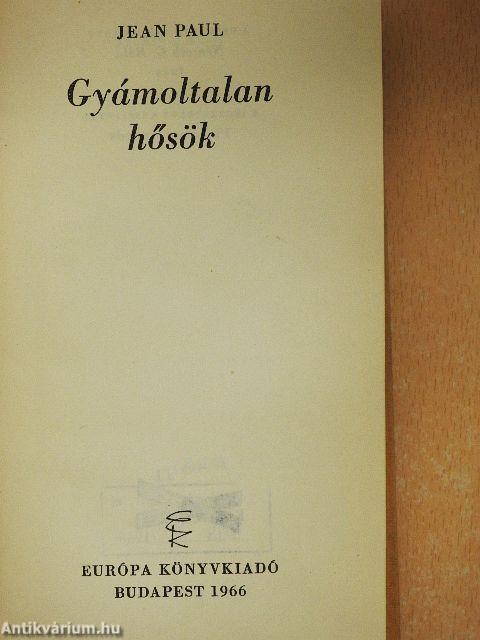 JEAN PAUL
Gyámoltalan
hősök
EURÓPA KÖNYVKIADÓ
BUDAPEST 1966
Antikvárium.hu